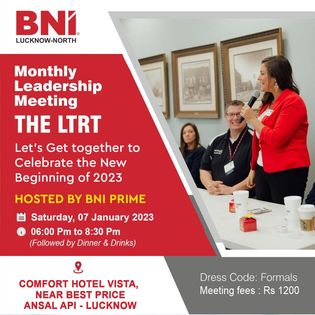 BNI
LUCKNOW-NORTH
Monthly
Leadership
Meeting
THE LTRT
Let's Get together to
Celebrate the New
Beginning of 2023
HOSTED BY BNI PRIME
Saturday, 07 January 2023
06:00 Pm to 8:30 Pm
(Followed by Dinner & Drinks)
COMFORT HOTEL VISTA,
NEAR BEST PRICE
ANSAL API - LUCKNOW
Dress Code: Formals
Meeting fees : Rs 1200